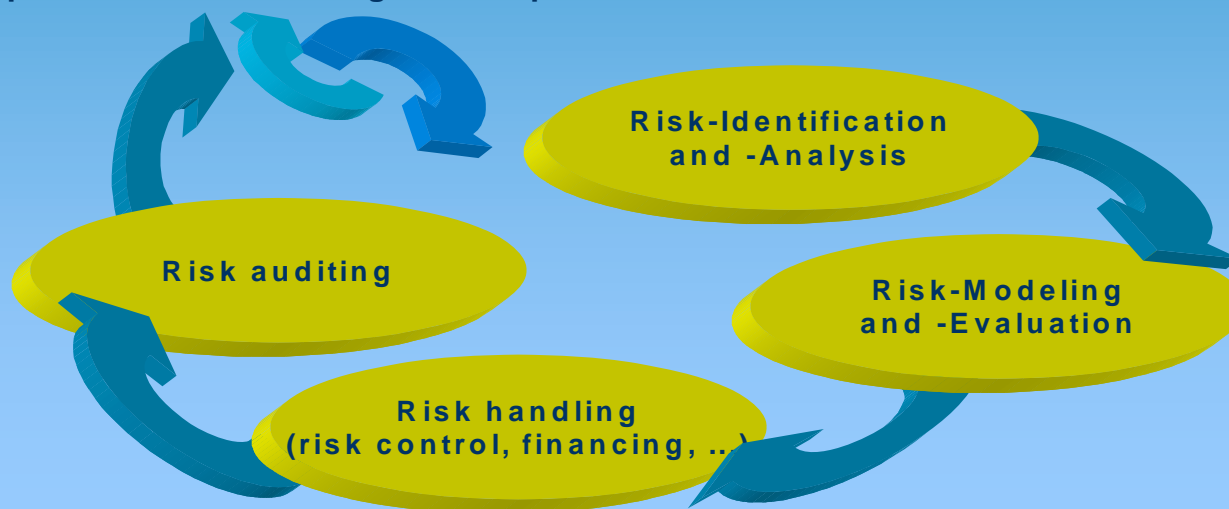 Risk-Identification
and -Analysis
Risk auditing
Risk-Modeling
and -Evaluation
Risk handling
(risk control, financing, ...)